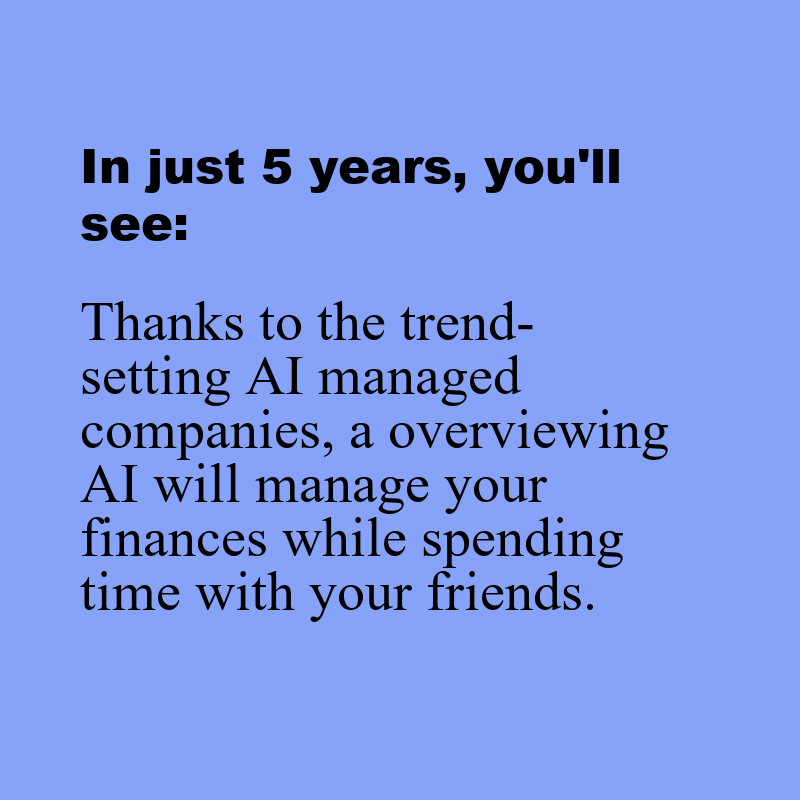 In just 5 years, you'll
see:
Thanks to the trend-
setting AI managed
companies, a overviewing
AI will manage your
finances while spending
time with your friends.